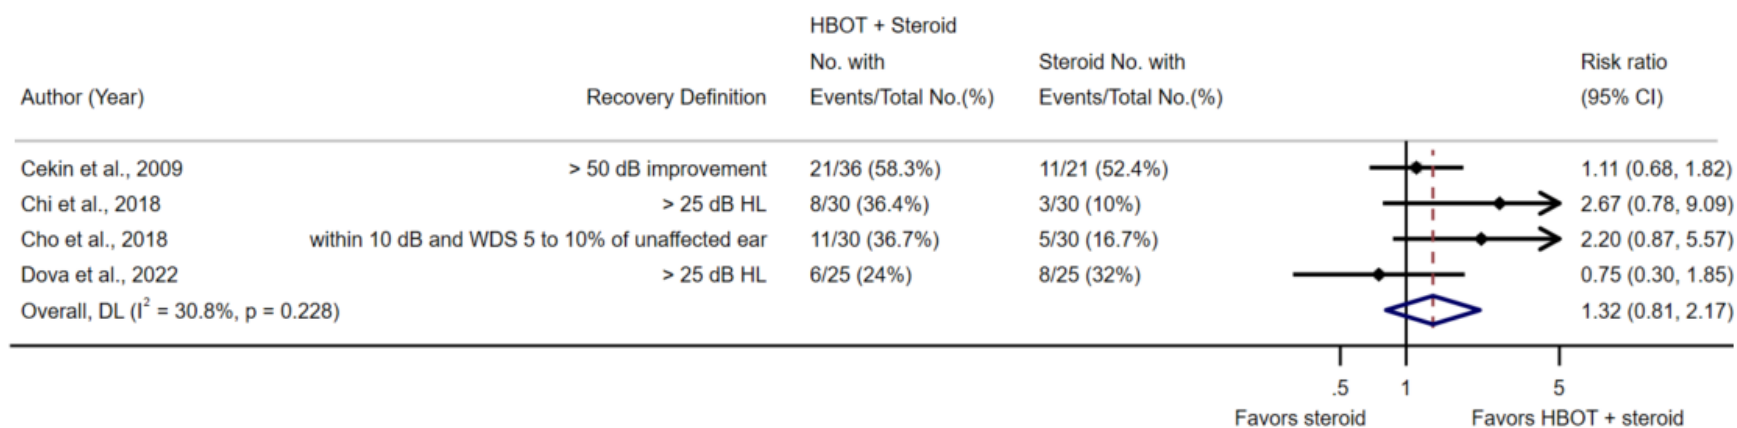 HBOT + Steroid
No. with Steroid No. with Risk ratio
Author (Year) Recovery Definition Events/Total No.(%) Events/Total No.(%) (95% CI)
Cekin et al., 2009 > 50 dB improvement 21/36 (58.3%) 11/21 (52.4%) 1.11 (0.68, 1.82)
Chi et al., 2018 > 25 dB HL 8/30 (36.4%) 3/30 (10%) 2.67 (0.78, 9.09)
Cho et al., 2018 within 10 dB and WDS 5 to 10% of unaffected ear 11/30 (36.7%) 5/30 (16.7%) 2.20 (0.87, 5.57)
Dova et al., 2022 > 25 dB HL 6/25 (24%) 8/25 (32%) 0.75 (0.30, 1.85)
Overall, DL (I² = 30.8%, p = 0.228) 1.32 (0.81, 2.17)
.5 1 5
Favors steroid Favors HBOT + steroid